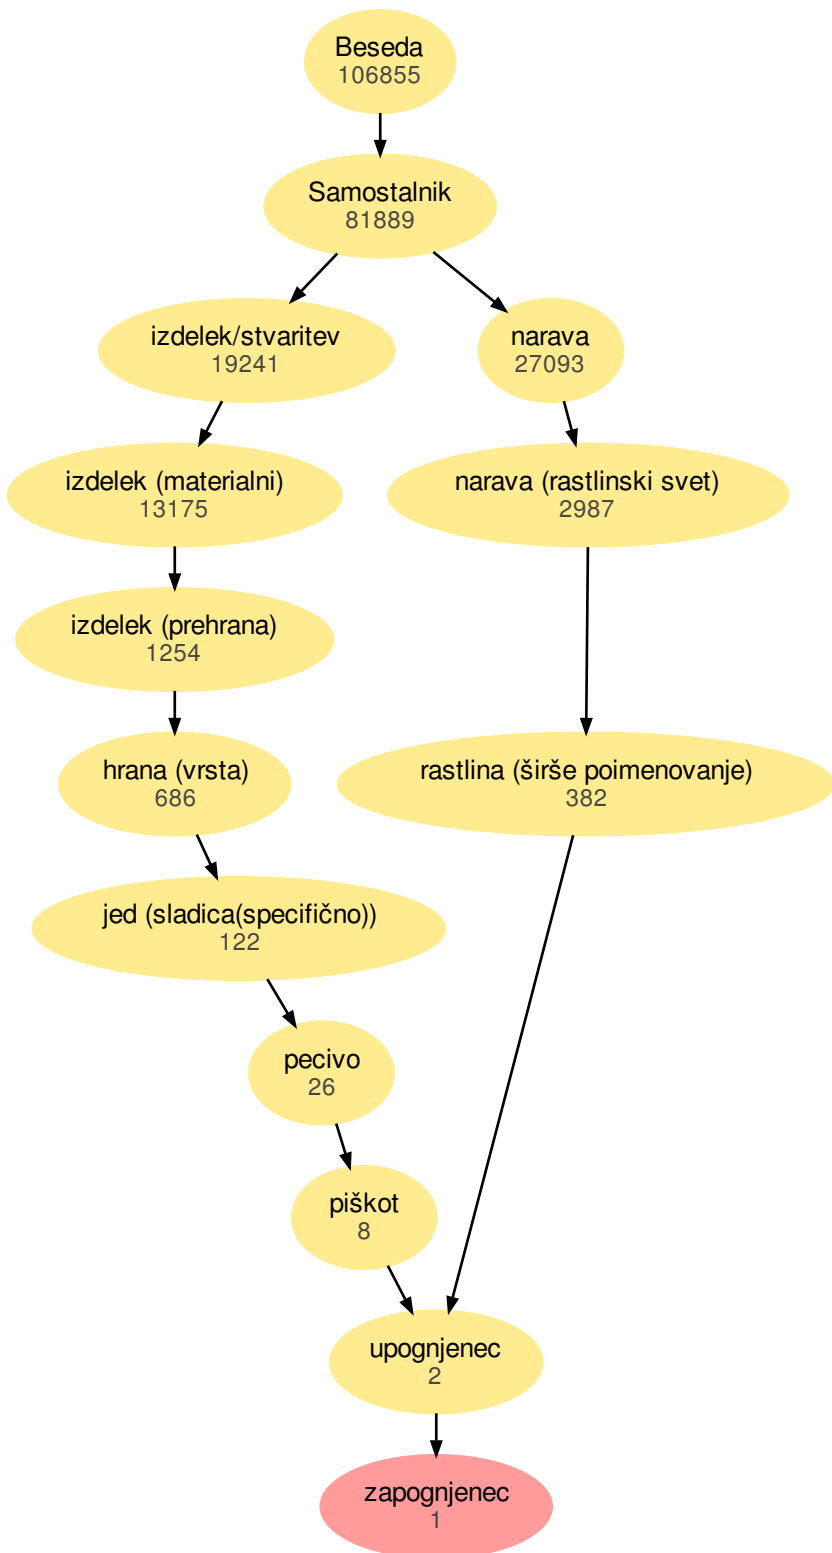 Beseda
106855
Samostalnik
81889
izdelek/stvaritev
19241
narava
27093
izdelek (materialni)
13175
narava (rastlinski svet)
2987
izdelek (prehrana)
1254
hrana (vrsta)
686
rastlina (širše poimenovanje)
382
jed (sladica(specifično))
122
pecivo
26
piškot
8
upognjenec
2
zapognjenec
1